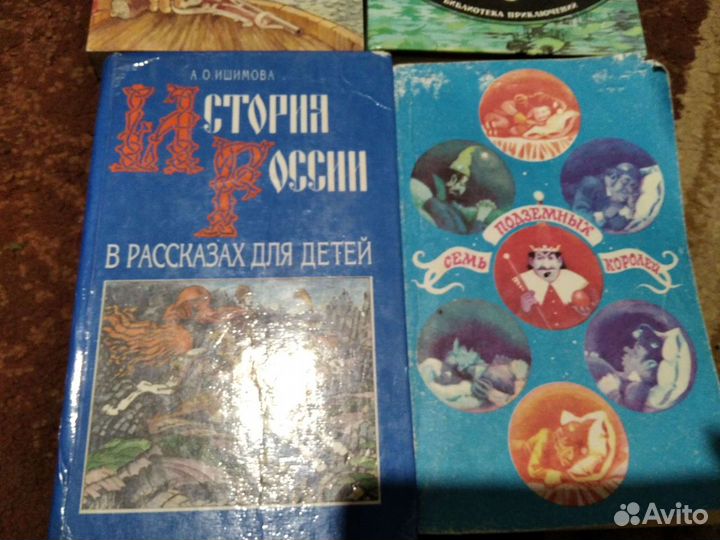 БИБЛИОТЕКА ПРИКЛЮЧЕНИЙ
А.О.ИШИМОВА
ИСТОРИЯ
РОССИИ
В РАССКАЗАХ ДЛЯ ДЕТЕЙ
СЕМЬ
ПОДЗЕМНЫХ
КОРОЛЕЙ
Avito